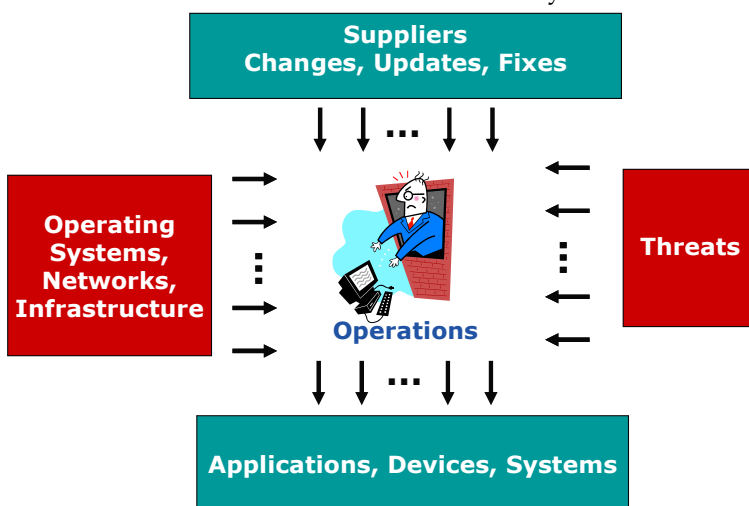 Suppliers
Changes, Updates, Fixes
...
Operating
Systems,
Networks,
Infrastructure
...
...
Threats
Operations
...
Applications, Devices, Systems